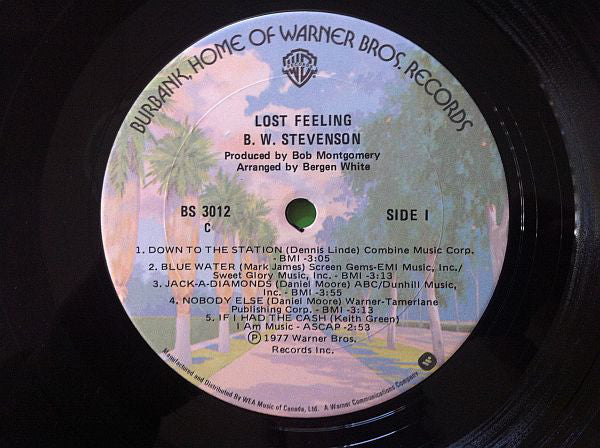 BURBANK, HOME OF WARNER BROS. RECORDS
LOST FEELING
B. W. STEVENSON
Produced by Bob Montgomery
Arranged by Bergen White
BS 3012
C
SIDE I
1. DOWN TO THE STATION (Dennis Linde) Combine Music Corp.
- BMI -3:05
2. BLUE WATER (Mark James) Screen Gems-EMI Music, Inc./
Sweet Glory Music, Inc. - BMI -3:13
3. JACK-A-DIAMONDS (Daniel Moore) ABC/Dunhill Music,
Inc. - BMI -3:55
4. NOBODY ELSE (Daniel Moore) Warner-Tamerlane
Publishing Corp. - BMI -3:13
5. IF I HAD THE CASH (Keith Green)
I Am Music - ASCAP -2:53
Ⓟ 1977 Warner Bros.
Records Inc.
Manufactured and Distributed By WEA Music of Canada, Ltd. A Warner Communications Company.